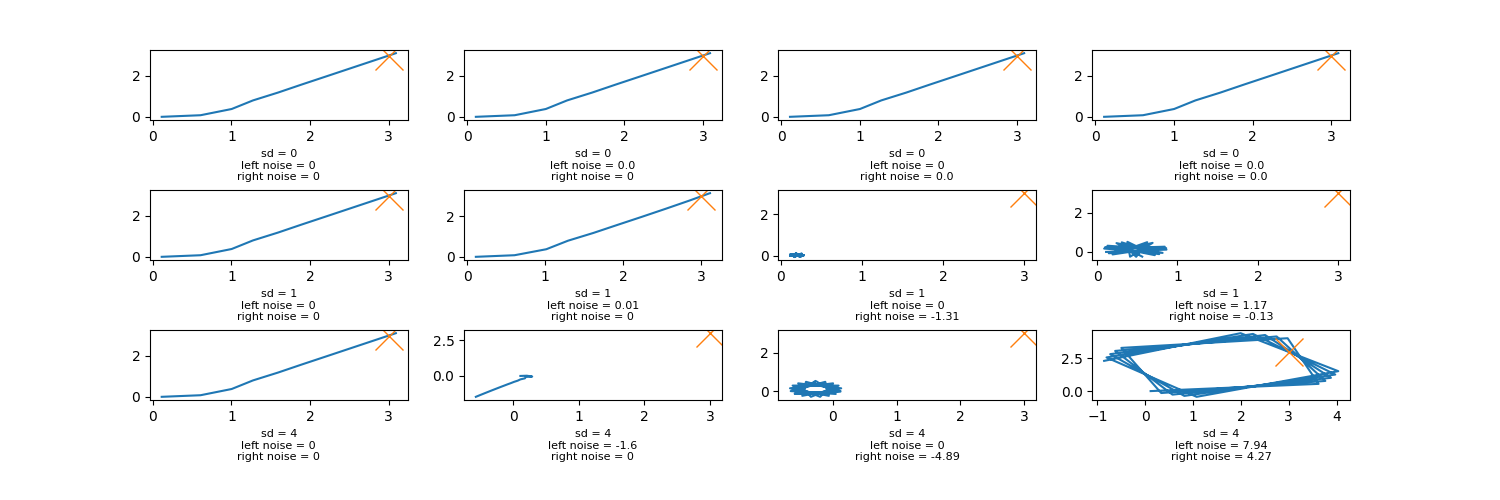 2
0
0 1 2 3
sd = 0
left noise = 0
right noise = 0
2
0
0 1 2 3
sd = 0
left noise = 0.0
right noise = 0
2
0
0 1 2 3
sd = 0
left noise = 0
right noise = 0.0
2
0
0 1 2 3
sd = 0
left noise = 0.0
right noise = 0.0
2
0
0 1 2 3
sd = 1
left noise = 0
right noise = 0
2
0
0 1 2 3
sd = 1
left noise = 0.01
right noise = 0
2
0
0 1 2 3
sd = 1
left noise = 0
right noise = -1.31
2
0
0 1 2 3
sd = 1
left noise = 1.17
right noise = -0.13
2
0
0 1 2 3
sd = 4
left noise = 0
right noise = 0
2.5
0.0
0 1 2 3
sd = 4
left noise = -1.6
right noise = 0
2
0
0 1 2 3
sd = 4
left noise = 0
right noise = -4.89
2.5
0.0
−1 0 1 2 3 4
sd = 4
left noise = 7.94
right noise = 4.27